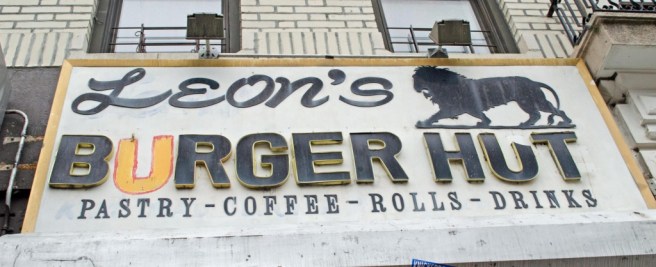 Leon's
BURGER HUT
PASTRY - COFFEE - ROLLS - DRINKS